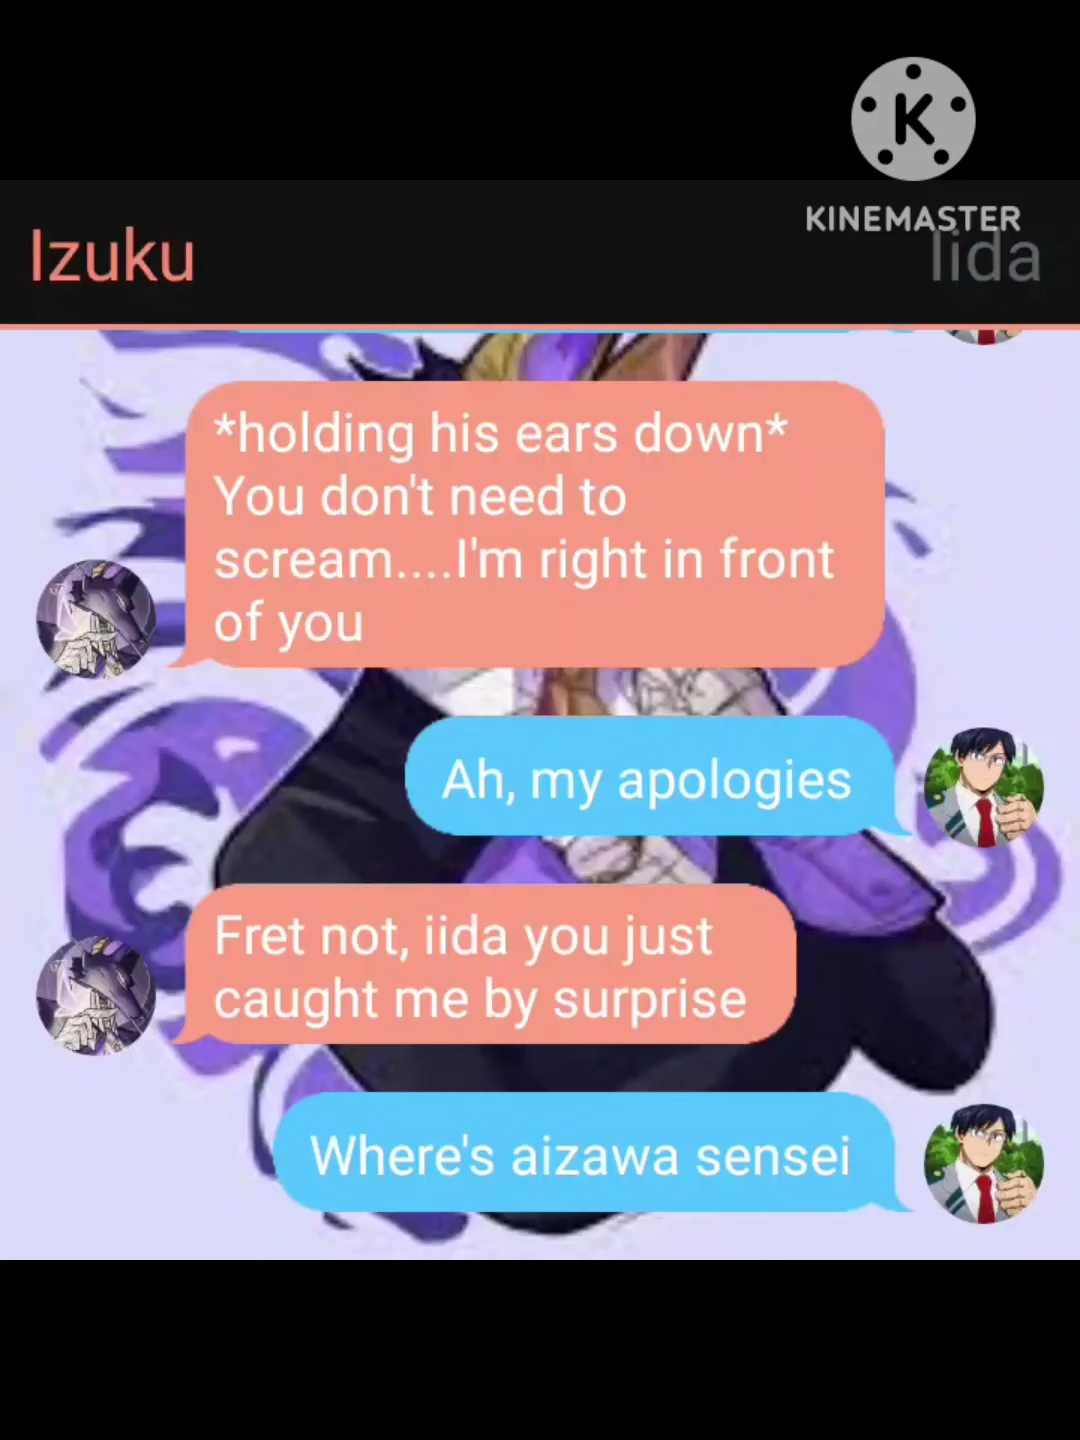 K
KINEMASTER
Izuku
Iida
*holding his ears down*
You don't need to
scream....I'm right in front
of you
Ah, my apologies
Fret not, iida you just
caught me by surprise
Where's aizawa sensei